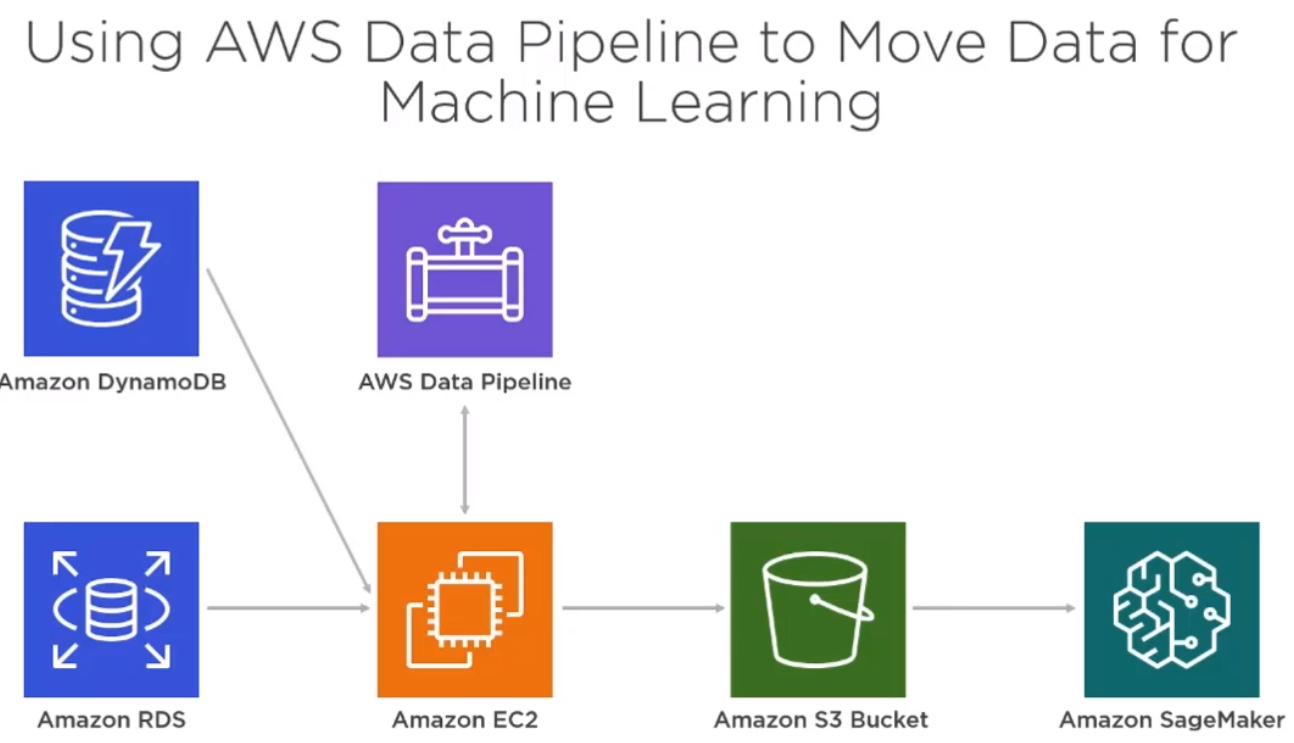 Using AWS Data Pipeline to Move Data for
Machine Learning
Amazon DynamoDB
AWS Data Pipeline
Amazon RDS
Amazon EC2
Amazon S3 Bucket
Amazon SageMaker